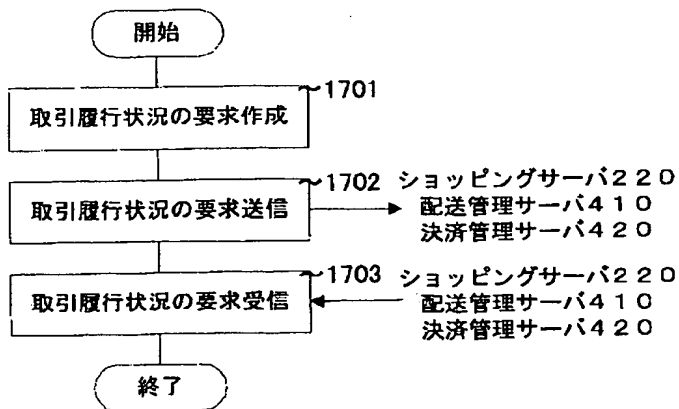 開始
1701
取引履行状況の要求作成
1702
取引履行状況の要求送信
ショッピングサーバ220
配送管理サーバ410
決済管理サーバ420
1703
取引履行状況の要求受信
ショッピングサーバ220
配送管理サーバ410
決済管理サーバ420
終了